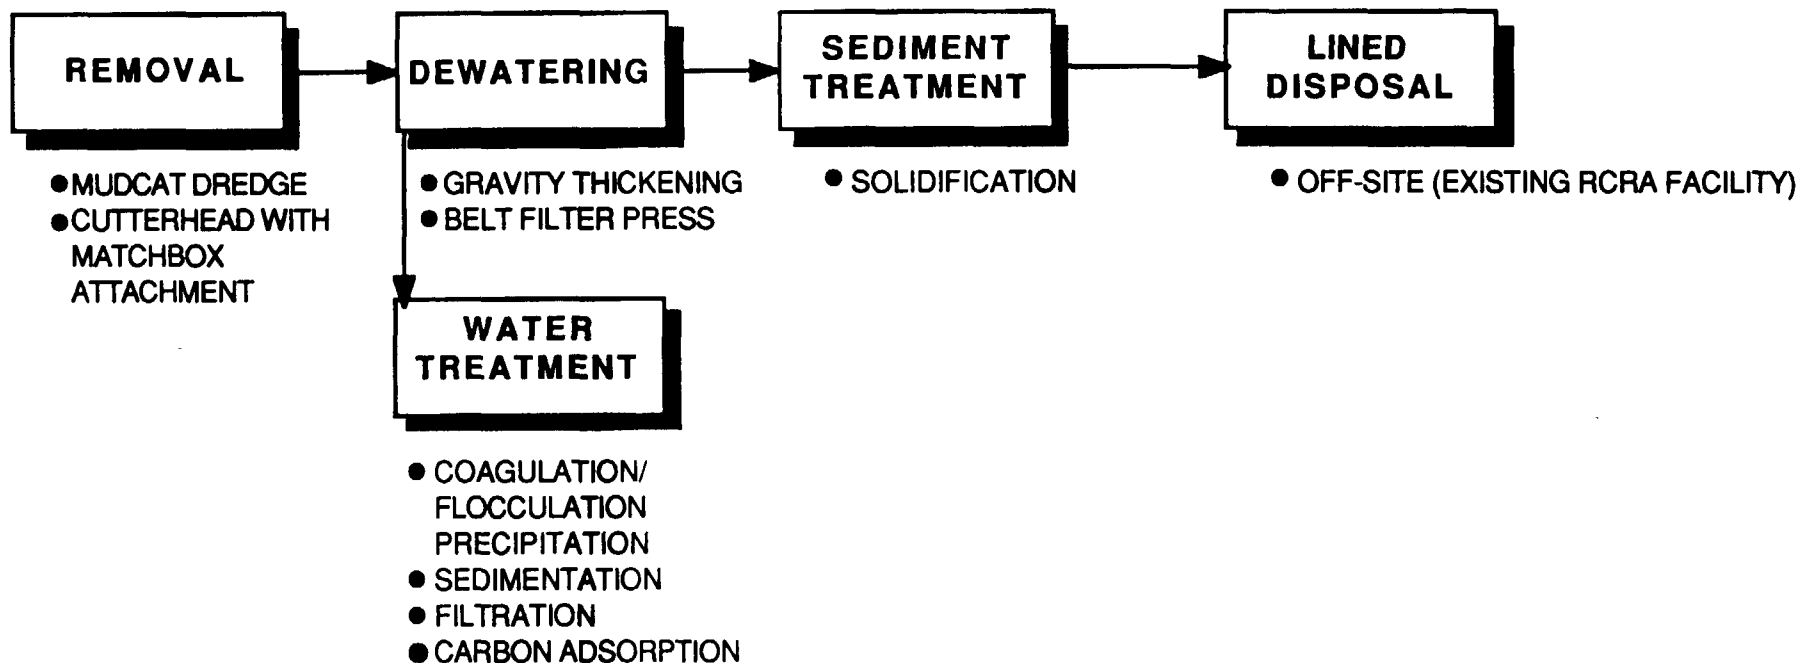 REMOVAL
● MUDCAT DREDGE
● CUTTERHEAD WITH
MATCHBOX
ATTACHMENT
DEWATERING
● GRAVITY THICKENING
● BELT FILTER PRESS
SEDIMENT
TREATMENT
● SOLIDIFICATION
LINED
DISPOSAL
● OFF-SITE (EXISTING RCRA FACILITY)
WATER
TREATMENT
● COAGULATION/
FLOCCULATION
PRECIPITATION
● SEDIMENTATION
● FILTRATION
● CARBON ADSORPTION